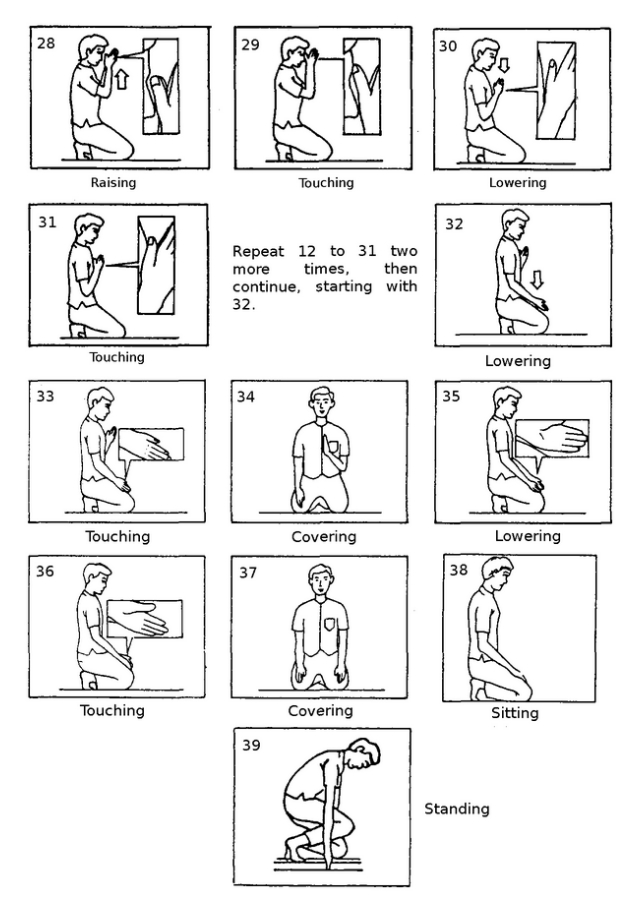 28
29
30
Raising
Touching
Lowering
31
Repeat 12 to 31 two
more times, then
continue, starting with
32.
32
Touching
Lowering
33
34
35
Touching
Covering
Lowering
36
37
38
Touching
Covering
Sitting
39
Standing